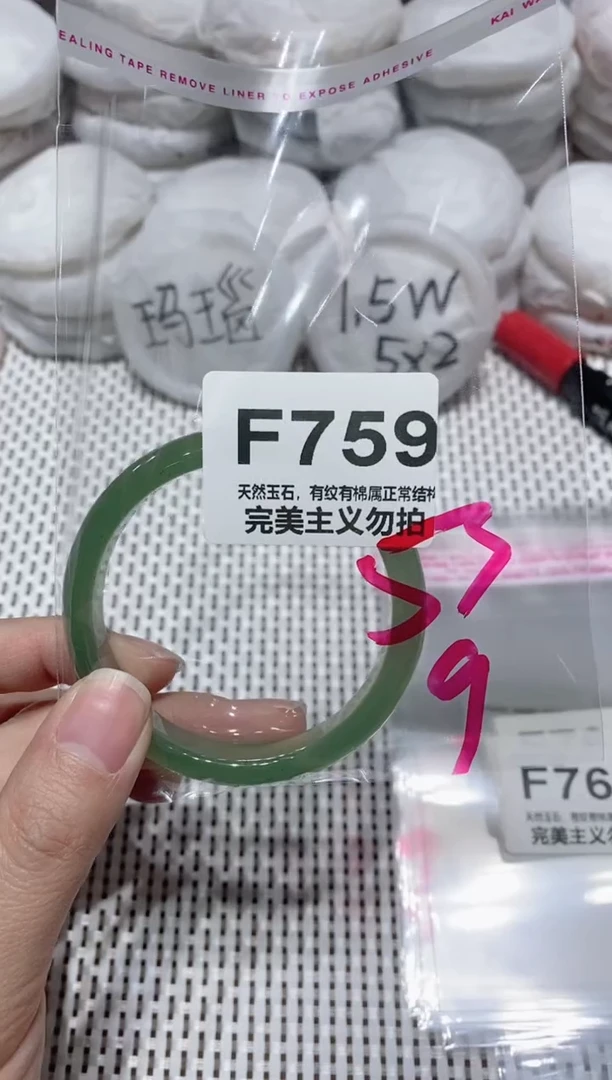 EALING TAPE REMOVE LINER TO EXPOSE ADHESIVE
KAI W
玛瑙
1.5W
5x2
F759
天然玉石，有纹有棉属正常结构
完美主义勿拍
57
9
F76
完美主义勿